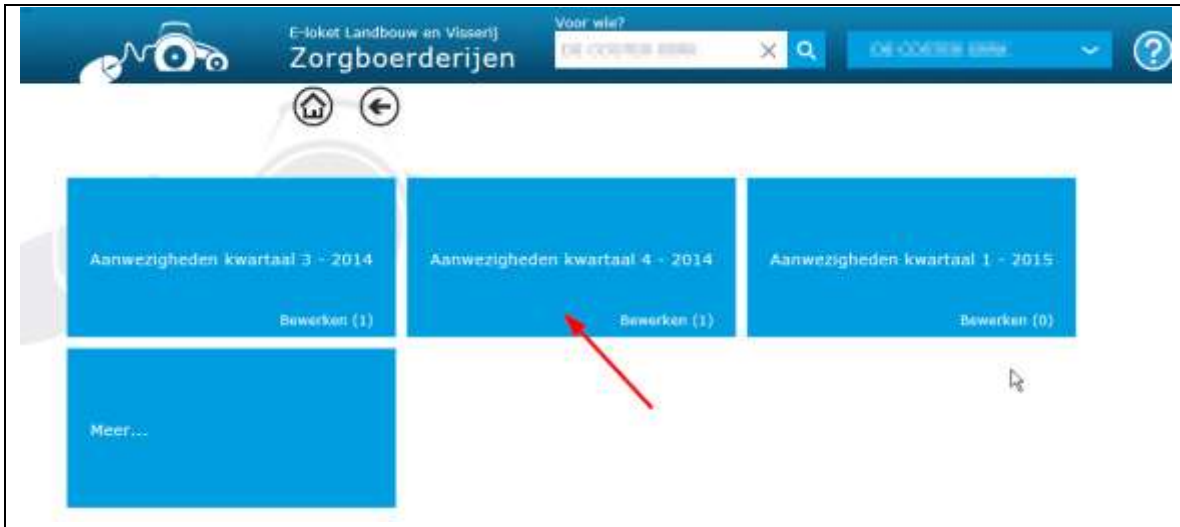 E-loket Landbouw en Visserij
Zorgboerderijen
Voor wie?
Aanwezigheden kwartaal 3 - 2014
Bewerken (1)
Aanwezigheden kwartaal 4 - 2014
Bewerken (1)
Aanwezigheden kwartaal 1 - 2015
Bewerken (0)
Meer...